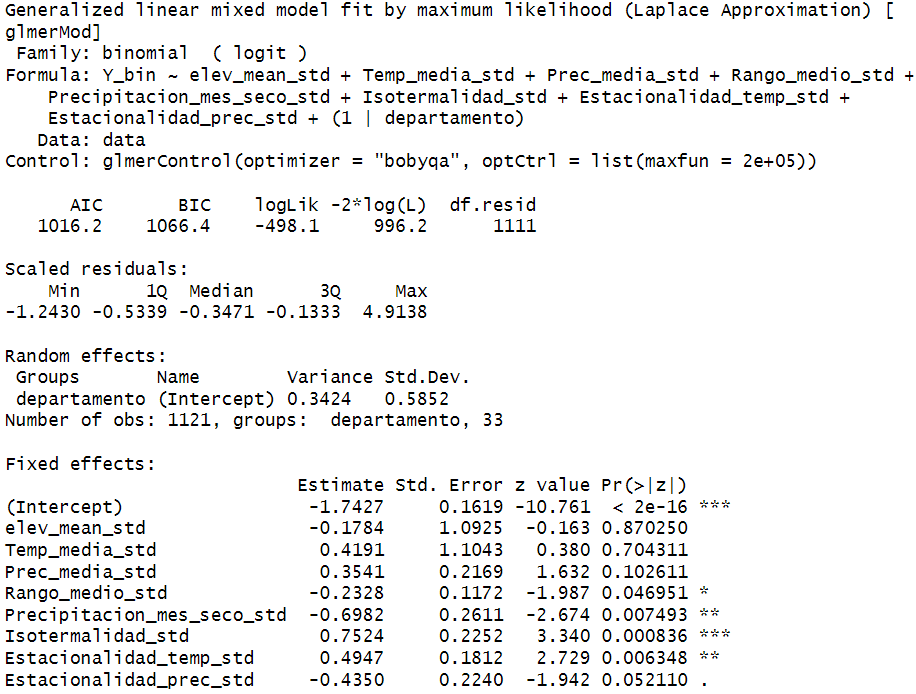 Generalized linear mixed model fit by maximum likelihood (Laplace Approximation) [
glmerMod]
 Family: binomial  ( logit )
Formula: Y_bin ~ elev_mean_std + Temp_media_std + Prec_media_std + Rango_medio_std +
    Precipitacion_mes_seco_std + Isotermalidad_std + Estacionalidad_temp_std +
    Estacionalidad_prec_std + (1 | departamento)
   Data: data
Control: glmerControl(optimizer = "bobyqa", optCtrl = list(maxfun = 2e+05))

      AIC       BIC    logLik -2*log(L)  df.resid
   1016.2    1066.4    -498.1     996.2      1111

Scaled residuals:
    Min      1Q  Median      3Q     Max
-1.2430 -0.5339 -0.3471 -0.1333  4.9138

Random effects:
 Groups       Name        Variance Std.Dev.
 departamento (Intercept) 0.3424   0.5852
Number of obs: 1121, groups:  departamento, 33

Fixed effects:
                           Estimate Std. Error z value Pr(>|z|)
(Intercept)                 -1.7427     0.1619 -10.761  < 2e-16 ***
elev_mean_std               -0.1784     1.0925  -0.163 0.870250
Temp_media_std               0.4191     1.1043   0.380 0.704311
Prec_media_std               0.3541     0.2169   1.632 0.102611
Rango_medio_std             -0.2328     0.1172  -1.987 0.046951 *
Precipitacion_mes_seco_std  -0.6982     0.2611  -2.674 0.007493 **
Isotermalidad_std            0.7524     0.2252   3.340 0.000836 ***
Estacionalidad_temp_std      0.4947     0.1812   2.729 0.006348 **
Estacionalidad_prec_std     -0.4350     0.2240  -1.942 0.052110 .